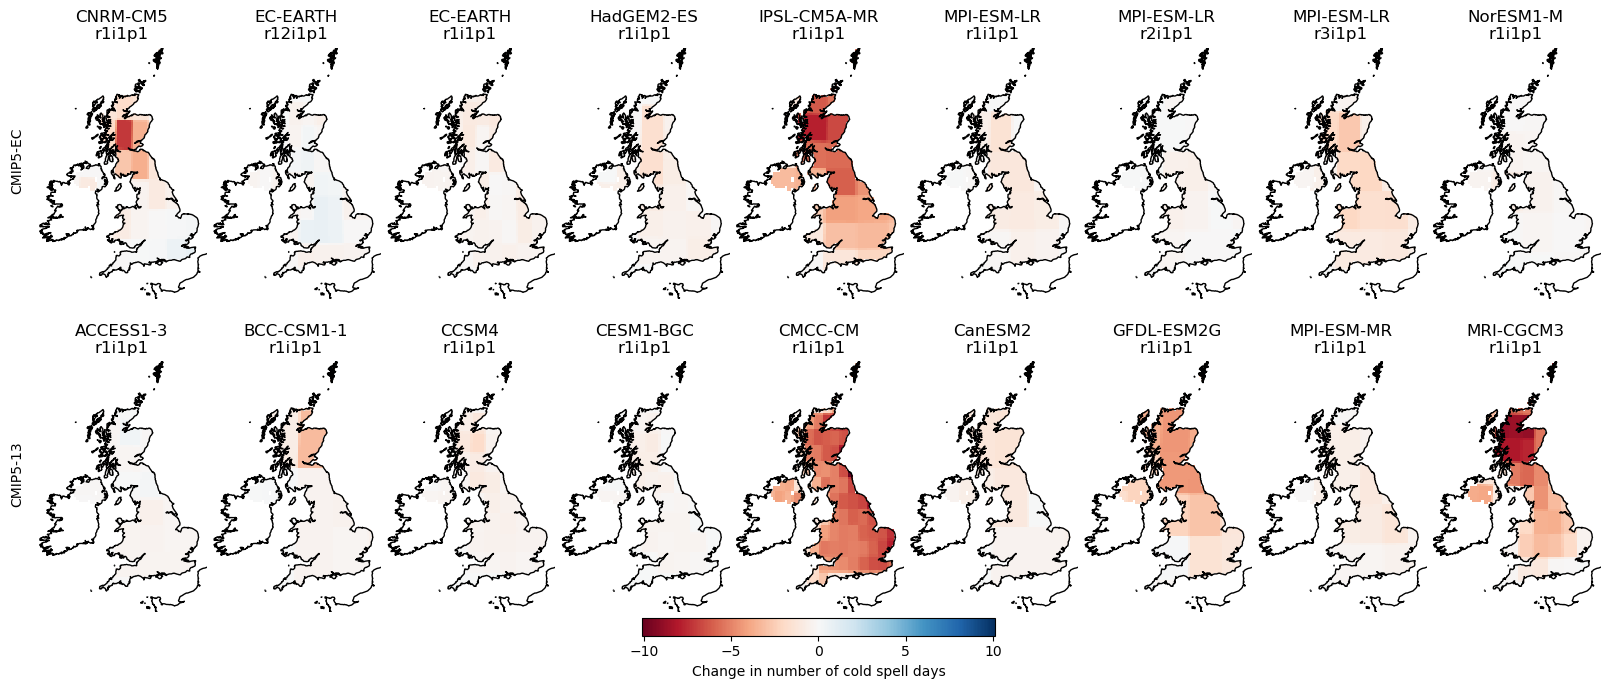 CNRM-CM5
r1i1p1
EC-EARTH
r12i1p1
EC-EARTH
r1i1p1
HadGEM2-ES
r1i1p1
IPSL-CM5A-MR
r1i1p1
MPI-ESM-LR
r1i1p1
MPI-ESM-LR
r2i1p1
MPI-ESM-LR
r3i1p1
NorESM1-M
r1i1p1
CMIP5-EC
ACCESS1-3
r1i1p1
BCC-CSM1-1
r1i1p1
CCSM4
r1i1p1
CESM1-BGC
r1i1p1
CMCC-CM
r1i1p1
CanESM2
r1i1p1
GFDL-ESM2G
r1i1p1
MPI-ESM-MR
r1i1p1
MRI-CGCM3
r1i1p1
CMIP5-13
−10 −5 0 5 10
Change in number of cold spell days